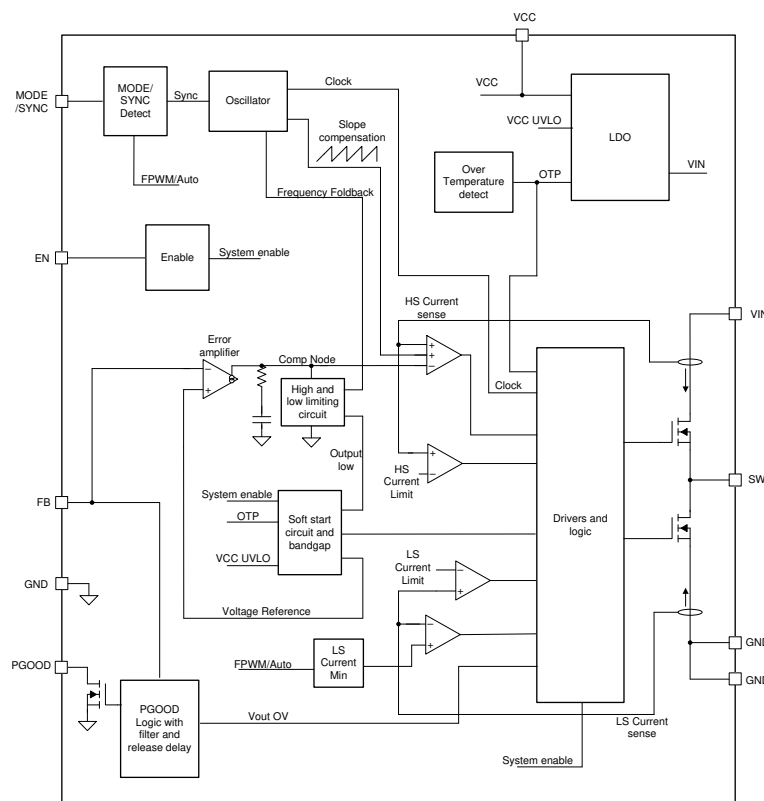 VCC
MODE
/SYNC
MODE/
SYNC
Detect
Sync
Oscillator
Clock
VCC
VCC UVLO
LDO
VIN
Slope
compensation
Over
Temperature
detect
OTP
FPWM/Auto
Frequency Foldback
EN
Enable
System enable
HS Current
sense
VIN
Error
amplifier
Comp Node
−
+
High and
low limiting
circuit
+
+
−
Clock
Output
low
+
−
HS
Current Limit
SW
FB
System enable
OTP
VCC UVLO
Soft start
circuit and
bandgap
Drivers and
logic
LS
Current
Limit
−
+
GND
Voltage Reference
−
+
GND
PGOOD
FPWM/Auto
LS
Current
Min
GND
PGOOD
Logic with
filter and
release delay
Vout OV
LS Current
sense
System enable